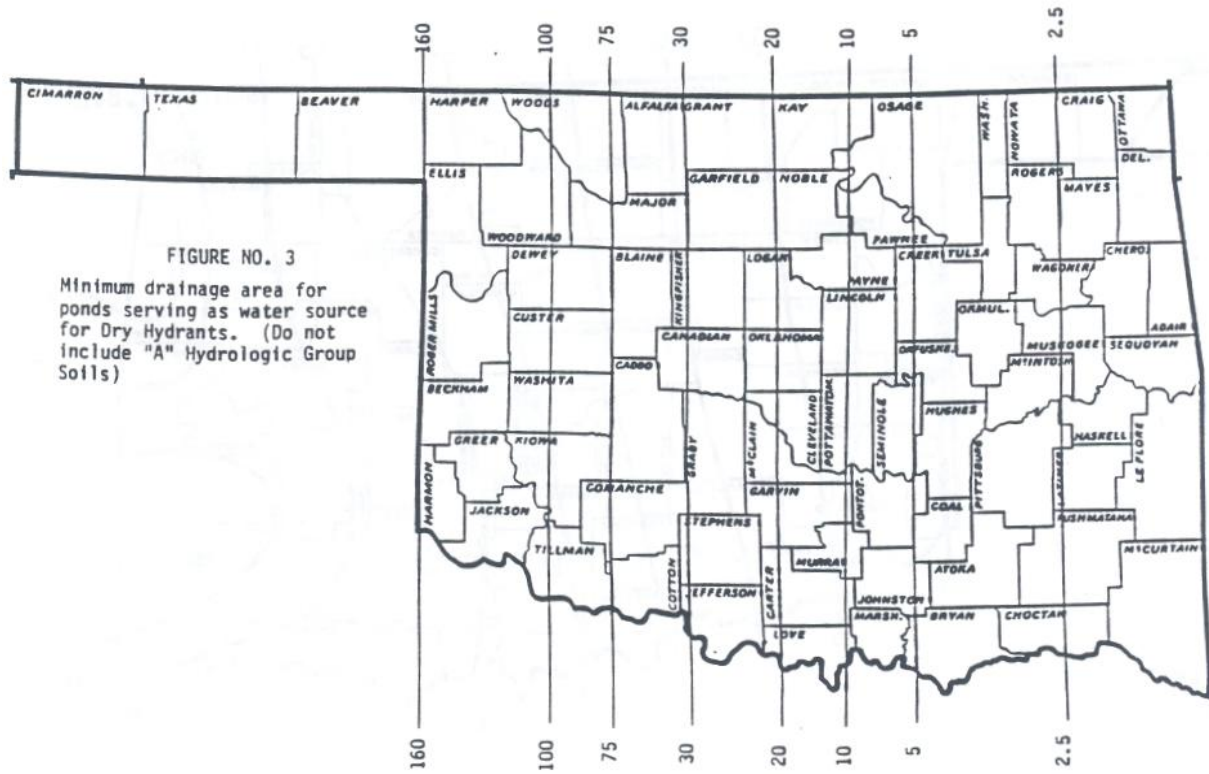 160 100 75 30 20 10 5 2.5
CIMARRON TEXAS BEAVER HARPER WOODS ALFALFA GRANT KAY OSAGE WASH. NOWATA CRAIG OTTAWA
ELLIS GARFIELD NOBLE ROGERS DEL.
MAJOR MAYES
WOODWARD PAWNEE
DEWEY BLAINE KINGFISHER LOGAN CREEK TULSA CHERO.
FIGURE NO. 3
WAGONER
Minimum drainage area for
ponds serving as water source
for Dry Hydrants. (Do not
include "A" Hydrologic Group
Soils)
PAYNE
LINCOLN
ROGER MILLS CUSTER OKMUL. ADAIR
CANADIAN OKLAHOMA OKFUSKE. MUSKOGEE SEQUOYAH
CADDO McINTOSH
BECKHAM WASHITA
CLEVELAND POTTAWATOM. SEMINOLE HUGHES
GREER KIOWA GRADY McCLAIN PITTSBURG HASKELL LE FLORE
HARMON COMANCHE GARVIN PONTOT. LATIMER
JACKSON COAL
STEPHENS PUSHMATAHA
TILLMAN MURRAY McCURTAIN
COTTON JEFFERSON CARTER ATOKA
JOHNSTON
MARSH. BRYAN CHOCTAW
LOVE
160 100 75 30 20 10 5 2.5